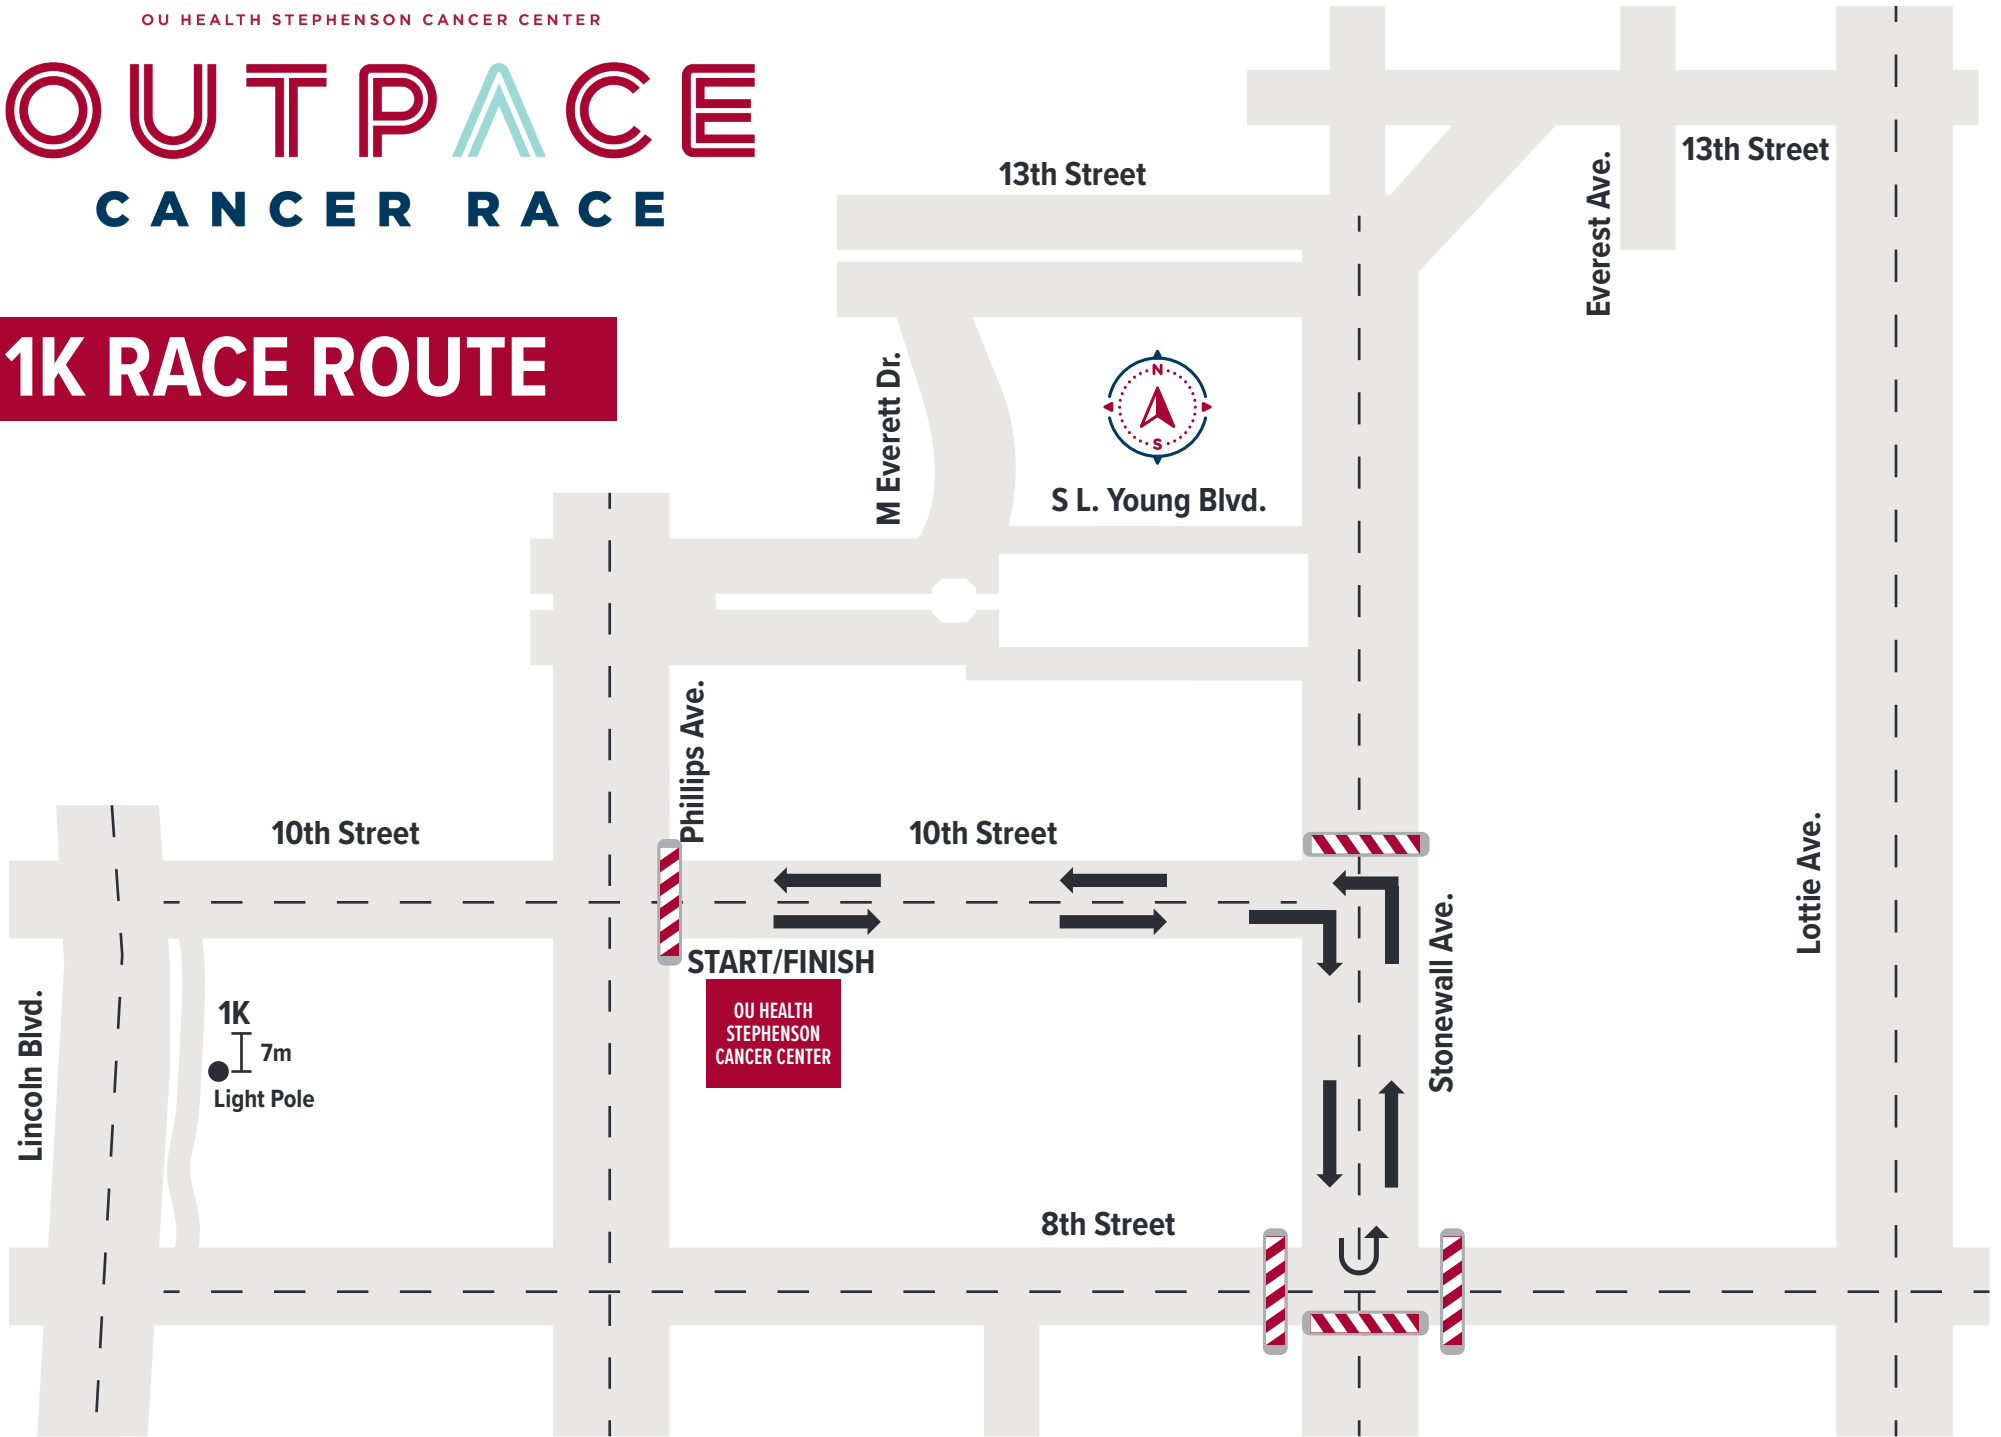 OU HEALTH STEPHENSON CANCER CENTER
OUTPACE
CANCER RACE
1K RACE ROUTE
13th Street
13th Street
Everest Ave.
M Everett Dr.
N
S
S L. Young Blvd.
Phillips Ave.
10th Street
10th Street
Stonewall Ave.
Lottie Ave.
START/FINISH
OU HEALTH
STEPHENSON
CANCER CENTER
Lincoln Blvd.
1K
7m
Light Pole
8th Street